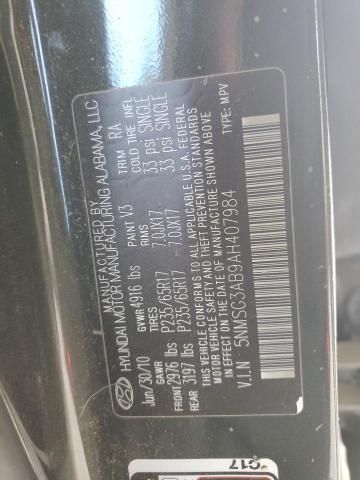 MANUFACTURED BY
HYUNDAI MOTOR MANUFACTURING ALABAMA, LLC
HYUNDAI
Jun/30/10 GVWR 4916 lbs PAINT V3 TRIM RA
GAWR TIRES RIMS COLD TIRE INFL
FRONT 2976 lbs P235/65R17 7.0JX17 33 psi SINGLE
REAR 3197 lbs P235/65R17 7.0JX17 33 psi SINGLE
THIS VEHICLE CONFORMS TO ALL APPLICABLE U.S.A. FEDERAL
MOTOR VEHICLE SAFETY AND THEFT PREVENTION STANDARDS
IN EFFECT ON THE DATE OF MANUFACTURE SHOWN ABOVE
V.I.N 5NMSG3AB9AH407984 TYPE: MPV
C17